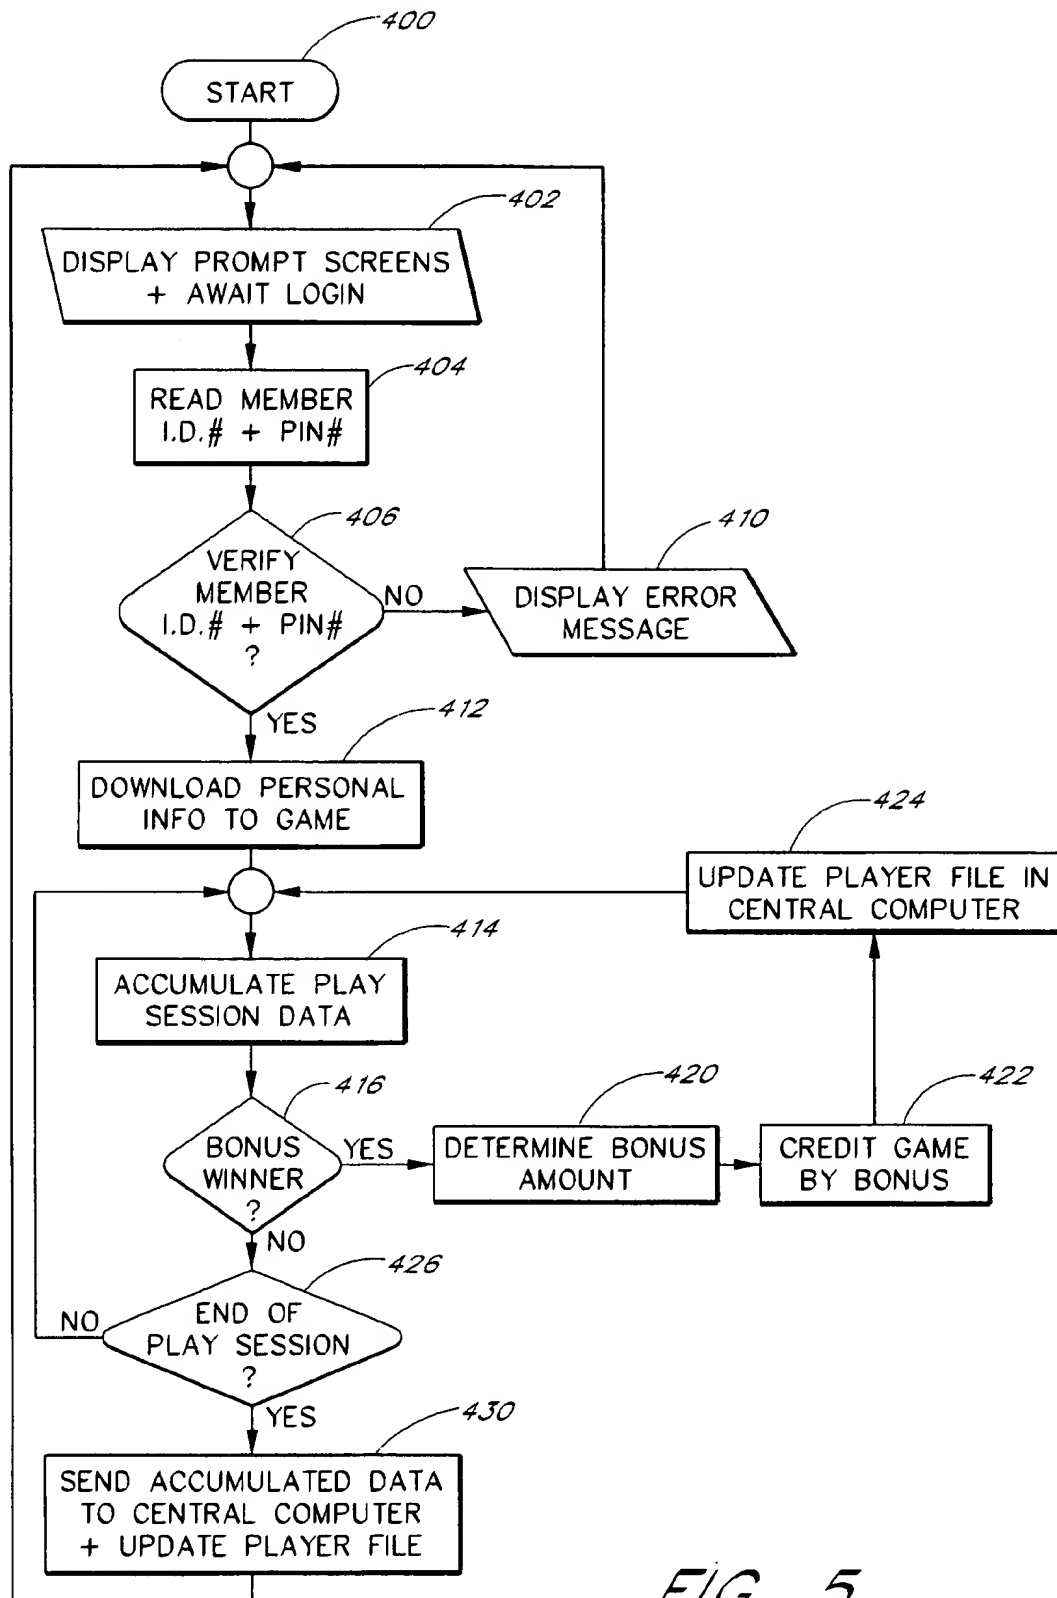 400
START
402
DISPLAY PROMPT SCREENS
+ AWAIT LOGIN
404
READ MEMBER
I.D.# + PIN#
406
VERIFY
MEMBER
I.D.# + PIN#
?
NO
410
DISPLAY ERROR
MESSAGE
YES
412
DOWNLOAD PERSONAL
INFO TO GAME
424
UPDATE PLAYER FILE IN
CENTRAL COMPUTER
414
ACCUMULATE PLAY
SESSION DATA
416
BONUS
WINNER
?
YES
420
DETERMINE BONUS
AMOUNT
422
CREDIT GAME
BY BONUS
NO
426
END OF
PLAY SESSION
?
NO
YES
430
SEND ACCUMULATED DATA
TO CENTRAL COMPUTER
+ UPDATE PLAYER FILE
FIG. 5